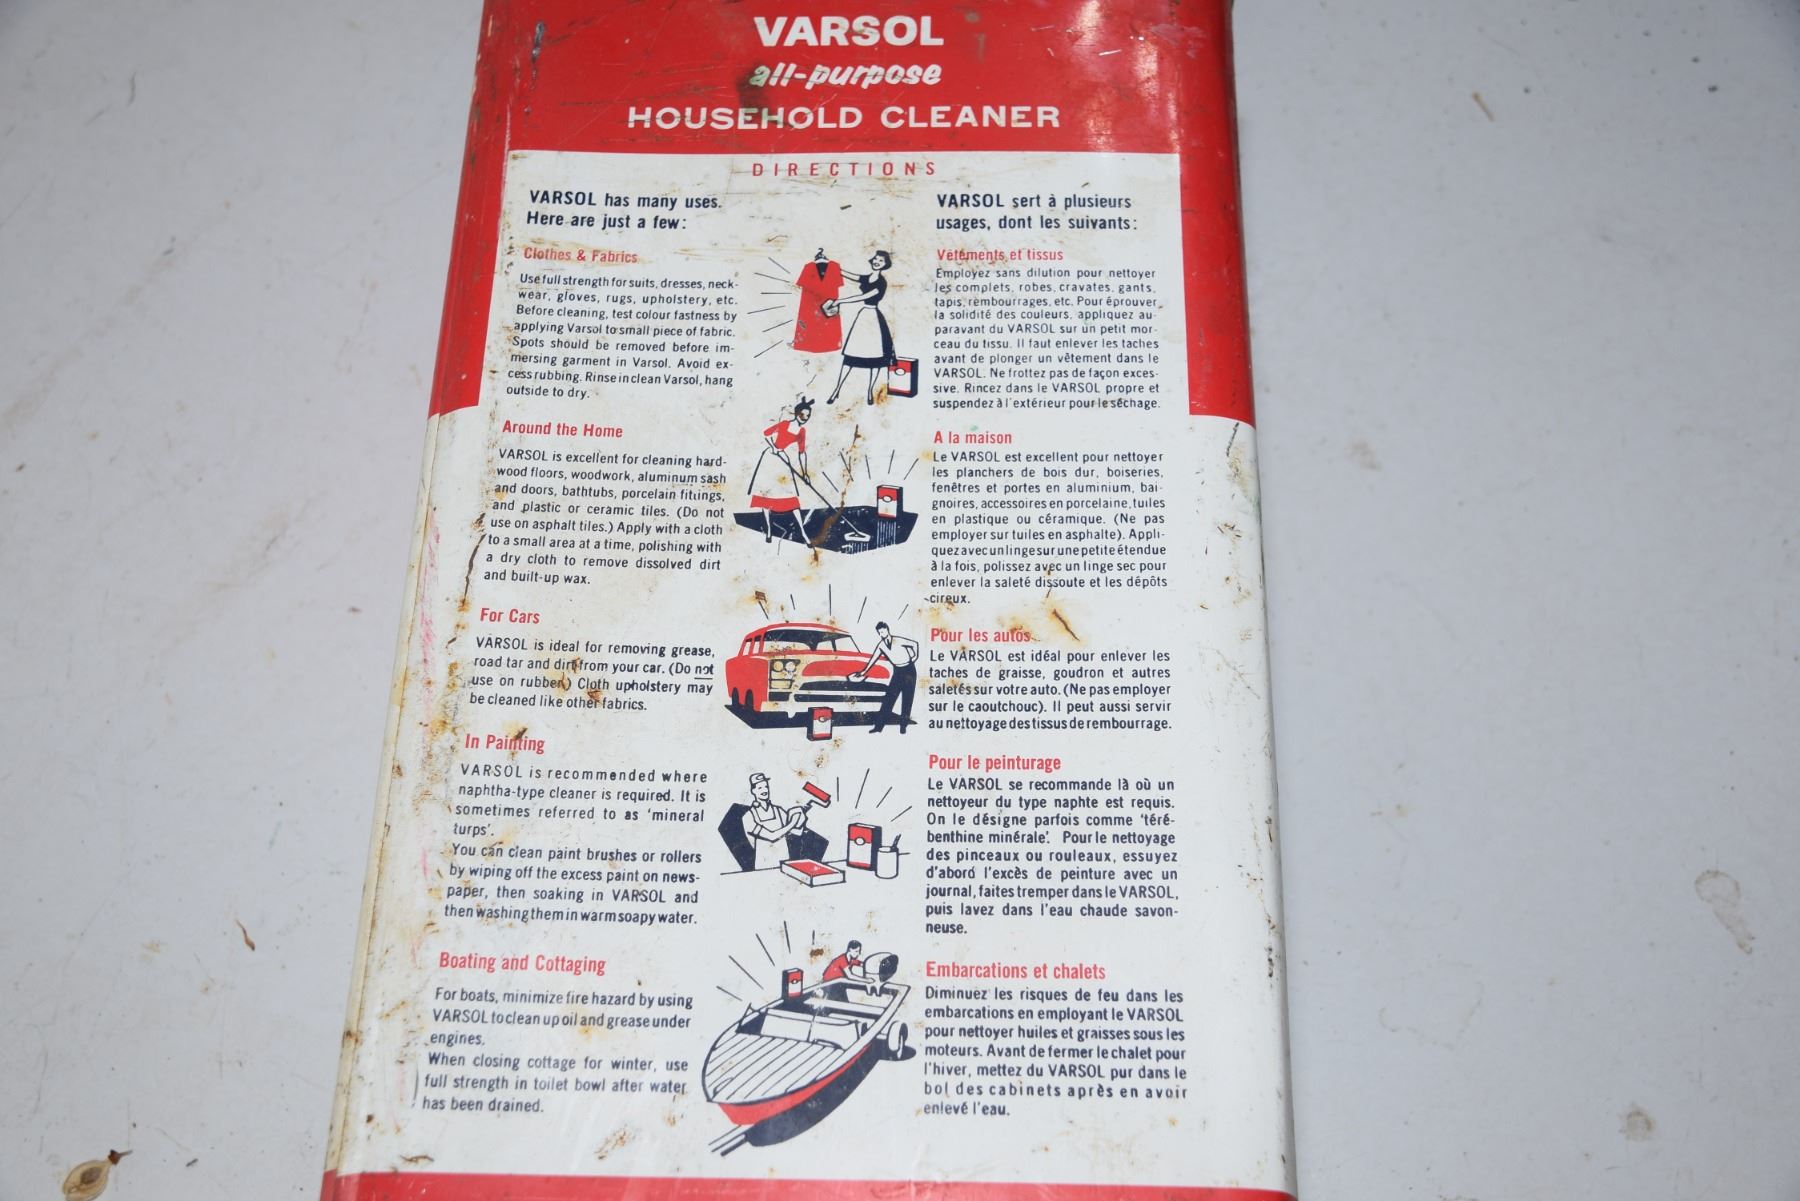 VARSOL
all-purpose
HOUSEHOLD CLEANER
DIRECTIONS
VARSOL has many uses.
Here are just a few:
Clothes & Fabrics
Use full strength for suits, dresses, neck-
wear, gloves, rugs, upholstery, etc.
Before cleaning, test colour fastness by
applying Varsol to small piece of fabric.
Spots should be removed before im-
mersing garment in Varsol. Avoid ex-
cess rubbing. Rinse in clean Varsol, hang
outside to dry.
Around the Home
VARSOL is excellent for cleaning hard-
wood floors, woodwork, aluminum sash
and doors, bathtubs, porcelain fittings,
and plastic or ceramic tiles. (Do not
use on asphalt tiles.) Apply with a cloth
to a small area at a time, polishing with
a dry cloth to remove dissolved dirt
and built-up wax.
For Cars
VARSOL is ideal for removing grease,
road tar and dirt from your car. (Do not
use on rubber.) Cloth upholstery may
be cleaned like other fabrics.
In Painting
VARSOL is recommended where
naphtha-type cleaner is required. It is
sometimes referred to as 'mineral
turps'.
You can clean paint brushes or rollers
by wiping off the excess paint on news-
paper, then soaking in VARSOL and
then washing them in warm soapy water.
Boating and Cottaging
For boats, minimize fire hazard by using
VARSOL to clean up oil and grease under
engines.
When closing cottage for winter, use
full strength in toilet bowl after water
has been drained.
VARSOL sert à plusieurs
usages, dont les suivants:
Vêtements et tissus
Employez sans dilution pour nettoyer
les complets, robes, cravates, gants,
tapis, rembourrages, etc. Pour éprouver
la solidité des couleurs, appliquez au-
paravant du VARSOL sur un petit mor-
ceau du tissu. Il faut enlever les taches
avant de plonger un vêtement dans le
VARSOL. Ne frottez pas de façon exces-
sive. Rincez dans le VARSOL propre et
suspendez à l'extérieur pour le séchage.
A la maison
Le VARSOL est excellent pour nettoyer
les planchers de bois dur, boiseries,
fenêtres et portes en aluminium, bai-
gnoires, accessoires en porcelaine, tuiles
en plastique ou céramique. (Ne pas
employer sur tuiles en asphalte). Appli-
quez avec un linge sur une petite étendue
à la fois, polissez avec un linge sec pour
enlever la saleté dissoute et les dépôts
cireux.
Pour les autos
Le VARSOL est idéal pour enlever les
taches de graisse, goudron et autres
saletés sur votre auto. (Ne pas employer
sur le caoutchouc). Il peut aussi servir
au nettoyage des tissus de rembourrage.
Pour le peinturage
Le VARSOL se recommande là où un
nettoyeur du type naphte est requis.
On le désigne parfois comme 'téré-
benthine minérale'. Pour le nettoyage
des pinceaux ou rouleaux, essuyez
d'abord l'excès de peinture avec un
journal, faites tremper dans le VARSOL,
puis lavez dans l'eau chaude savon-
neuse.
Embarcations et chalets
Diminuez les risques de feu dans les
embarcations en employant le VARSOL
pour nettoyer huiles et graisses sous les
moteurs. Avant de fermer le chalet pour
l'hiver, mettez du VARSOL pur dans le
bol des cabinets après en avoir
enlevé l'eau.